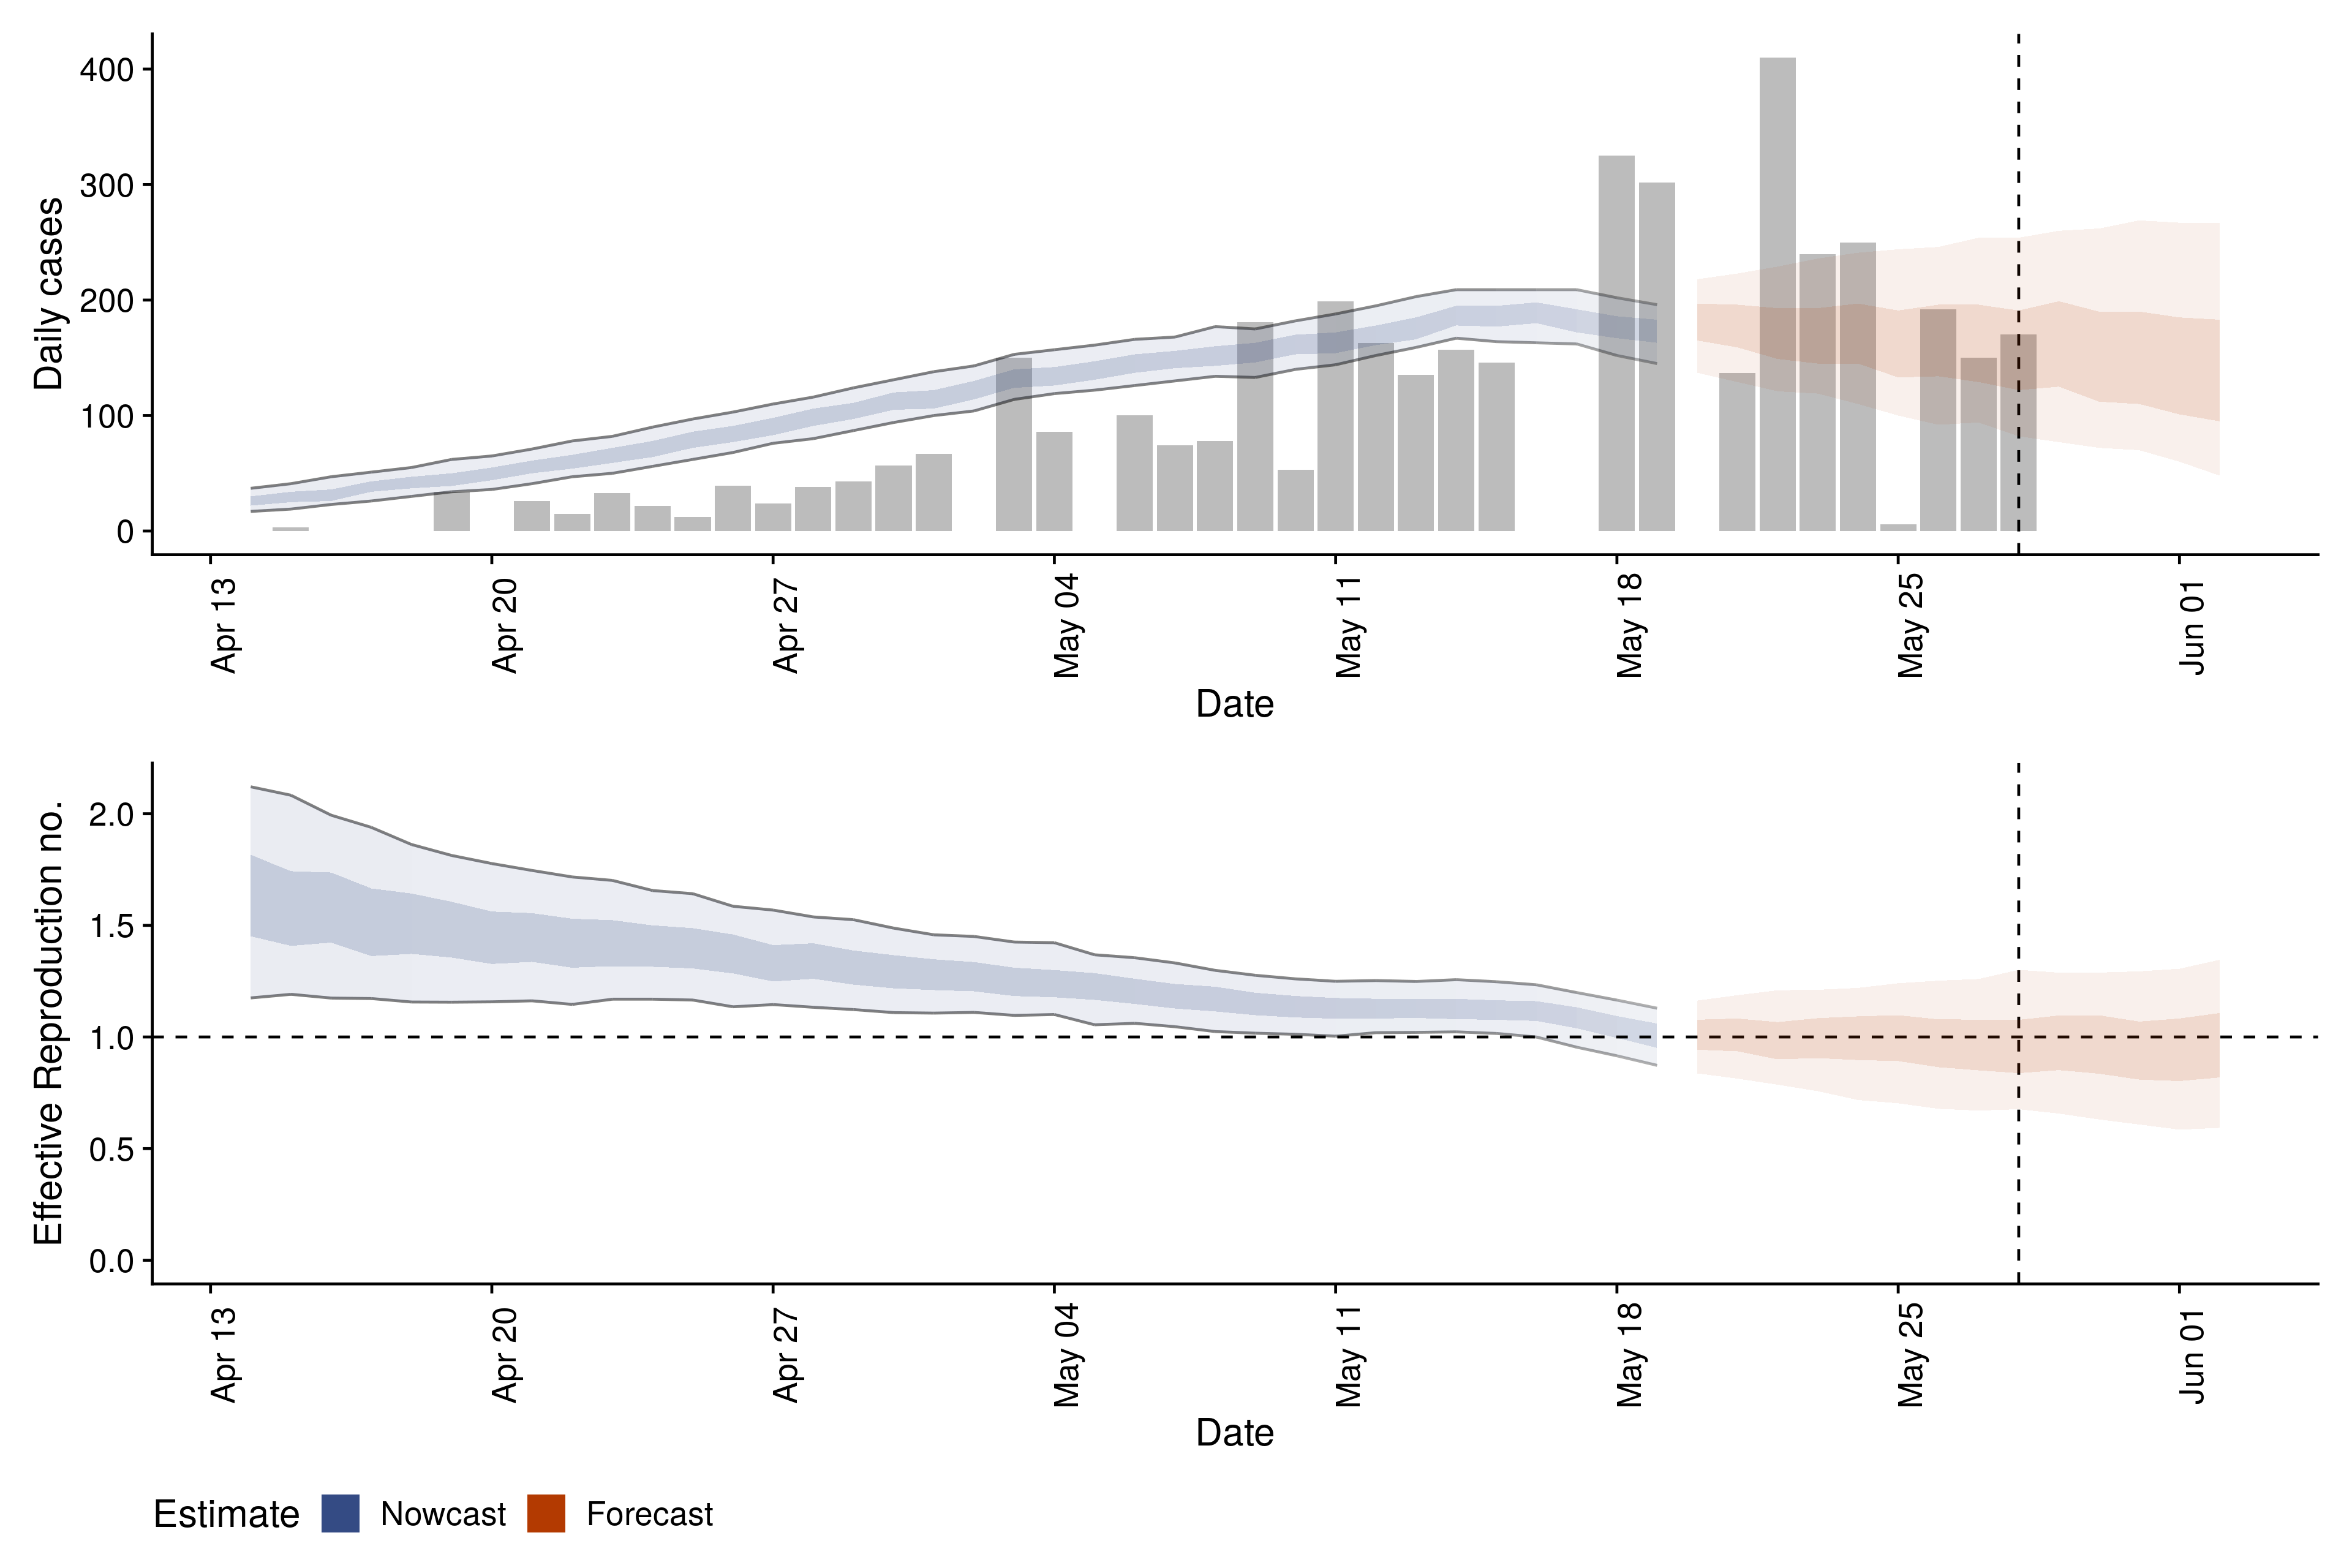 Daily cases
400
300
200
100
0
Apr 13
Apr 20
Apr 27
May 04
May 11
May 18
May 25
Jun 01
Date
Effective Reproduction no.
2.0
1.5
1.0
0.5
0.0
Apr 13
Apr 20
Apr 27
May 04
May 11
May 18
May 25
Jun 01
Date
Estimate Nowcast Forecast